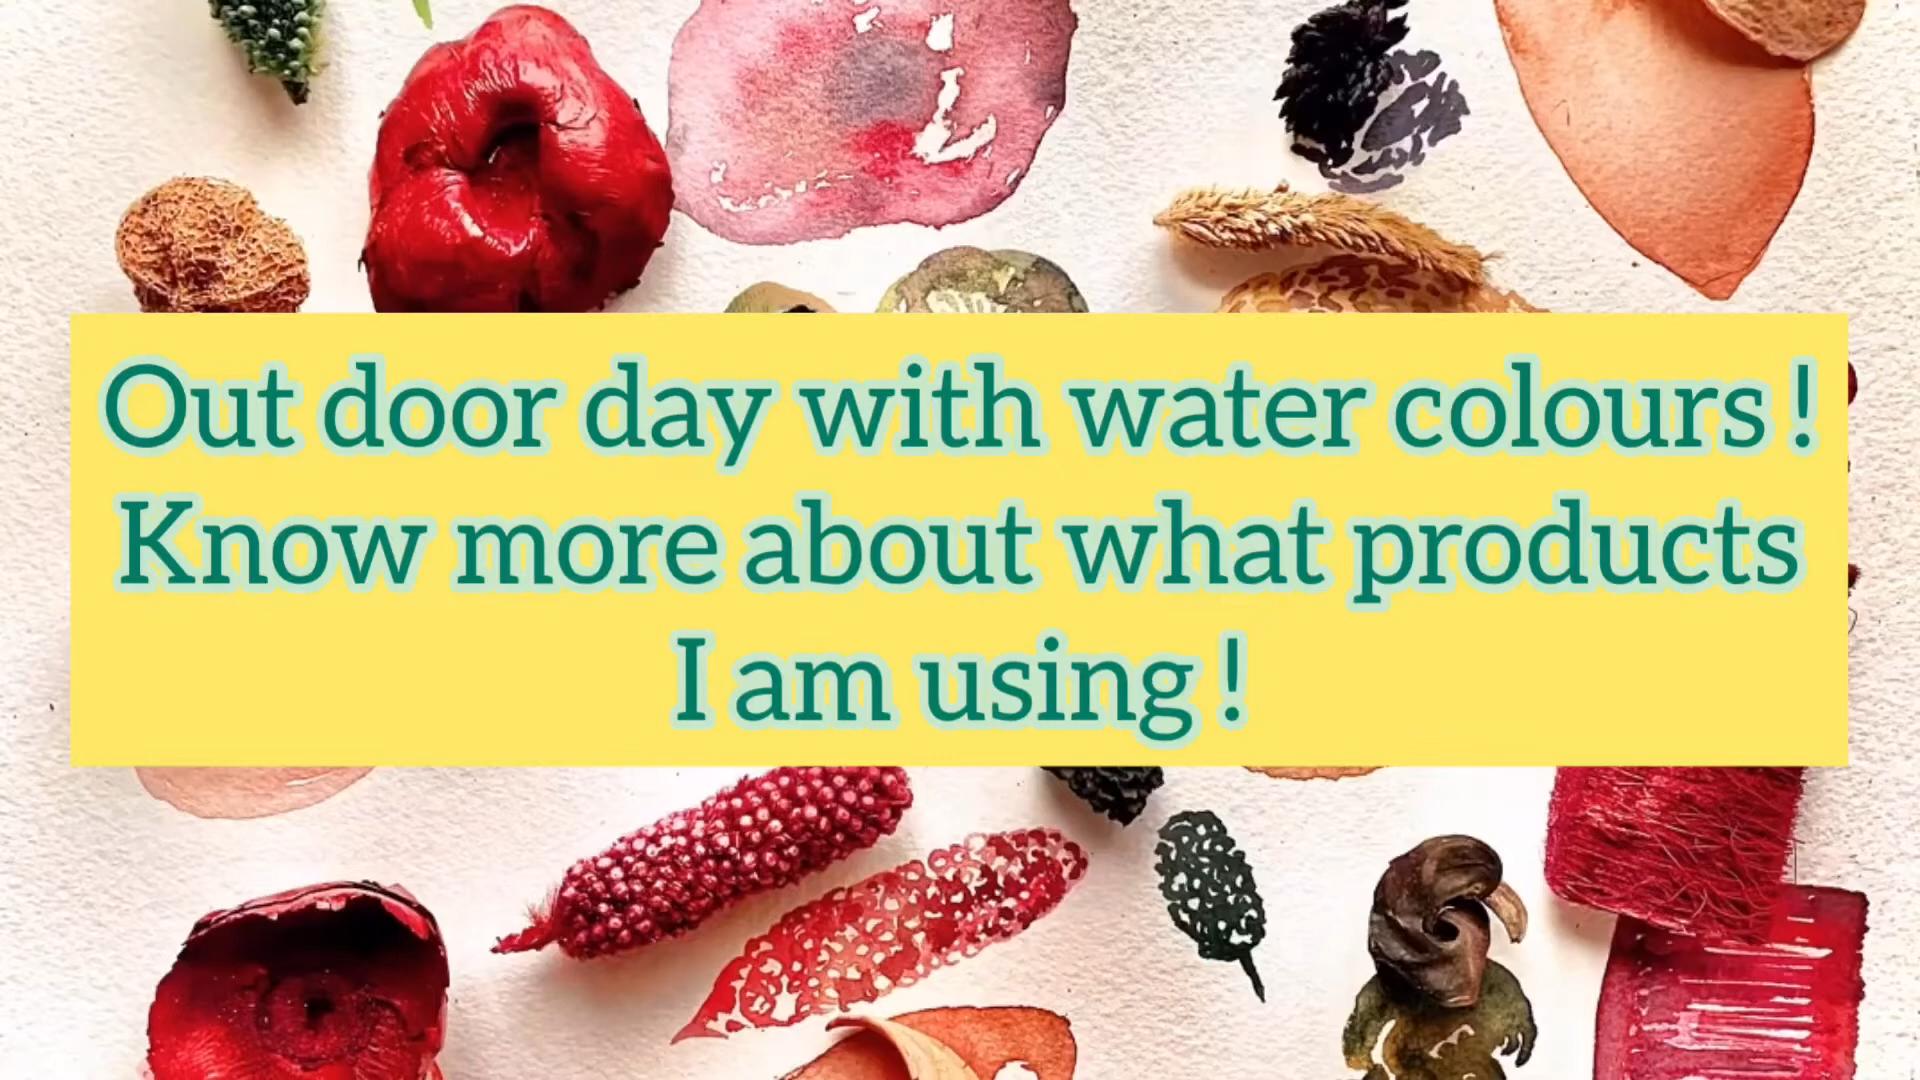 Out door day with water colours !
Know more about what products
I am using !